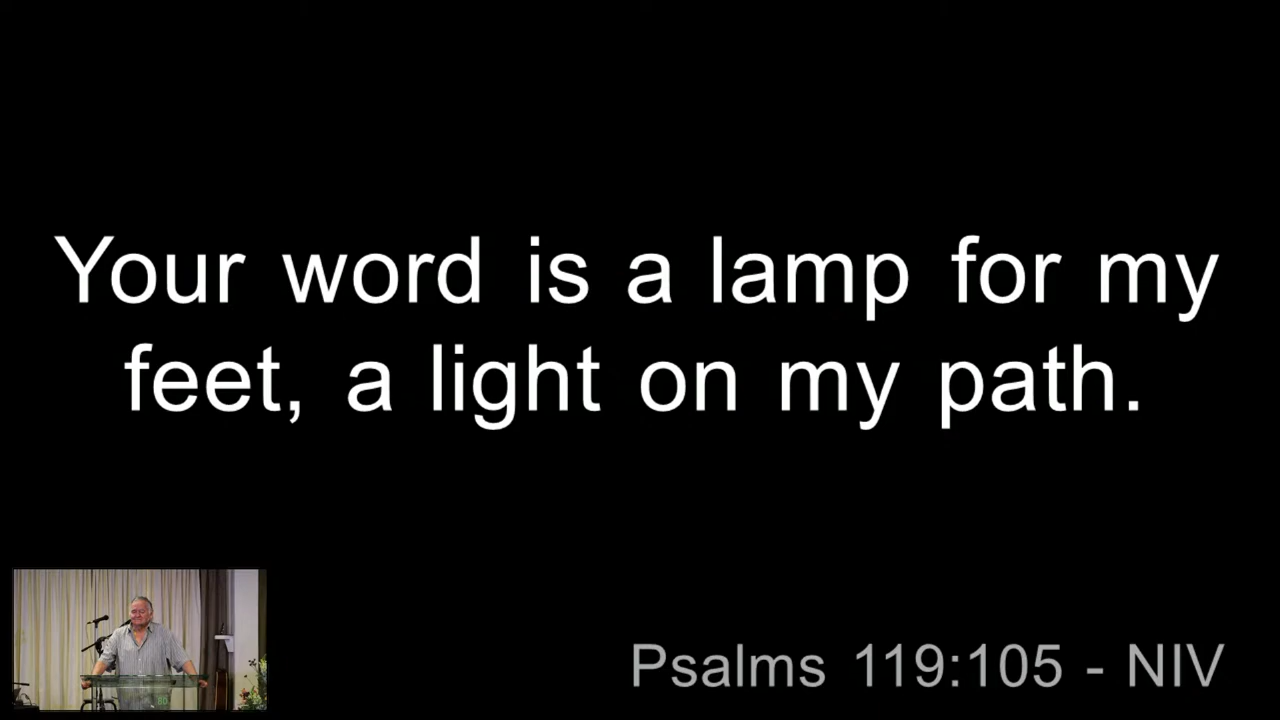 Your word is a lamp for my
feet, a light on my path.
Psalms 119:105 - NIV